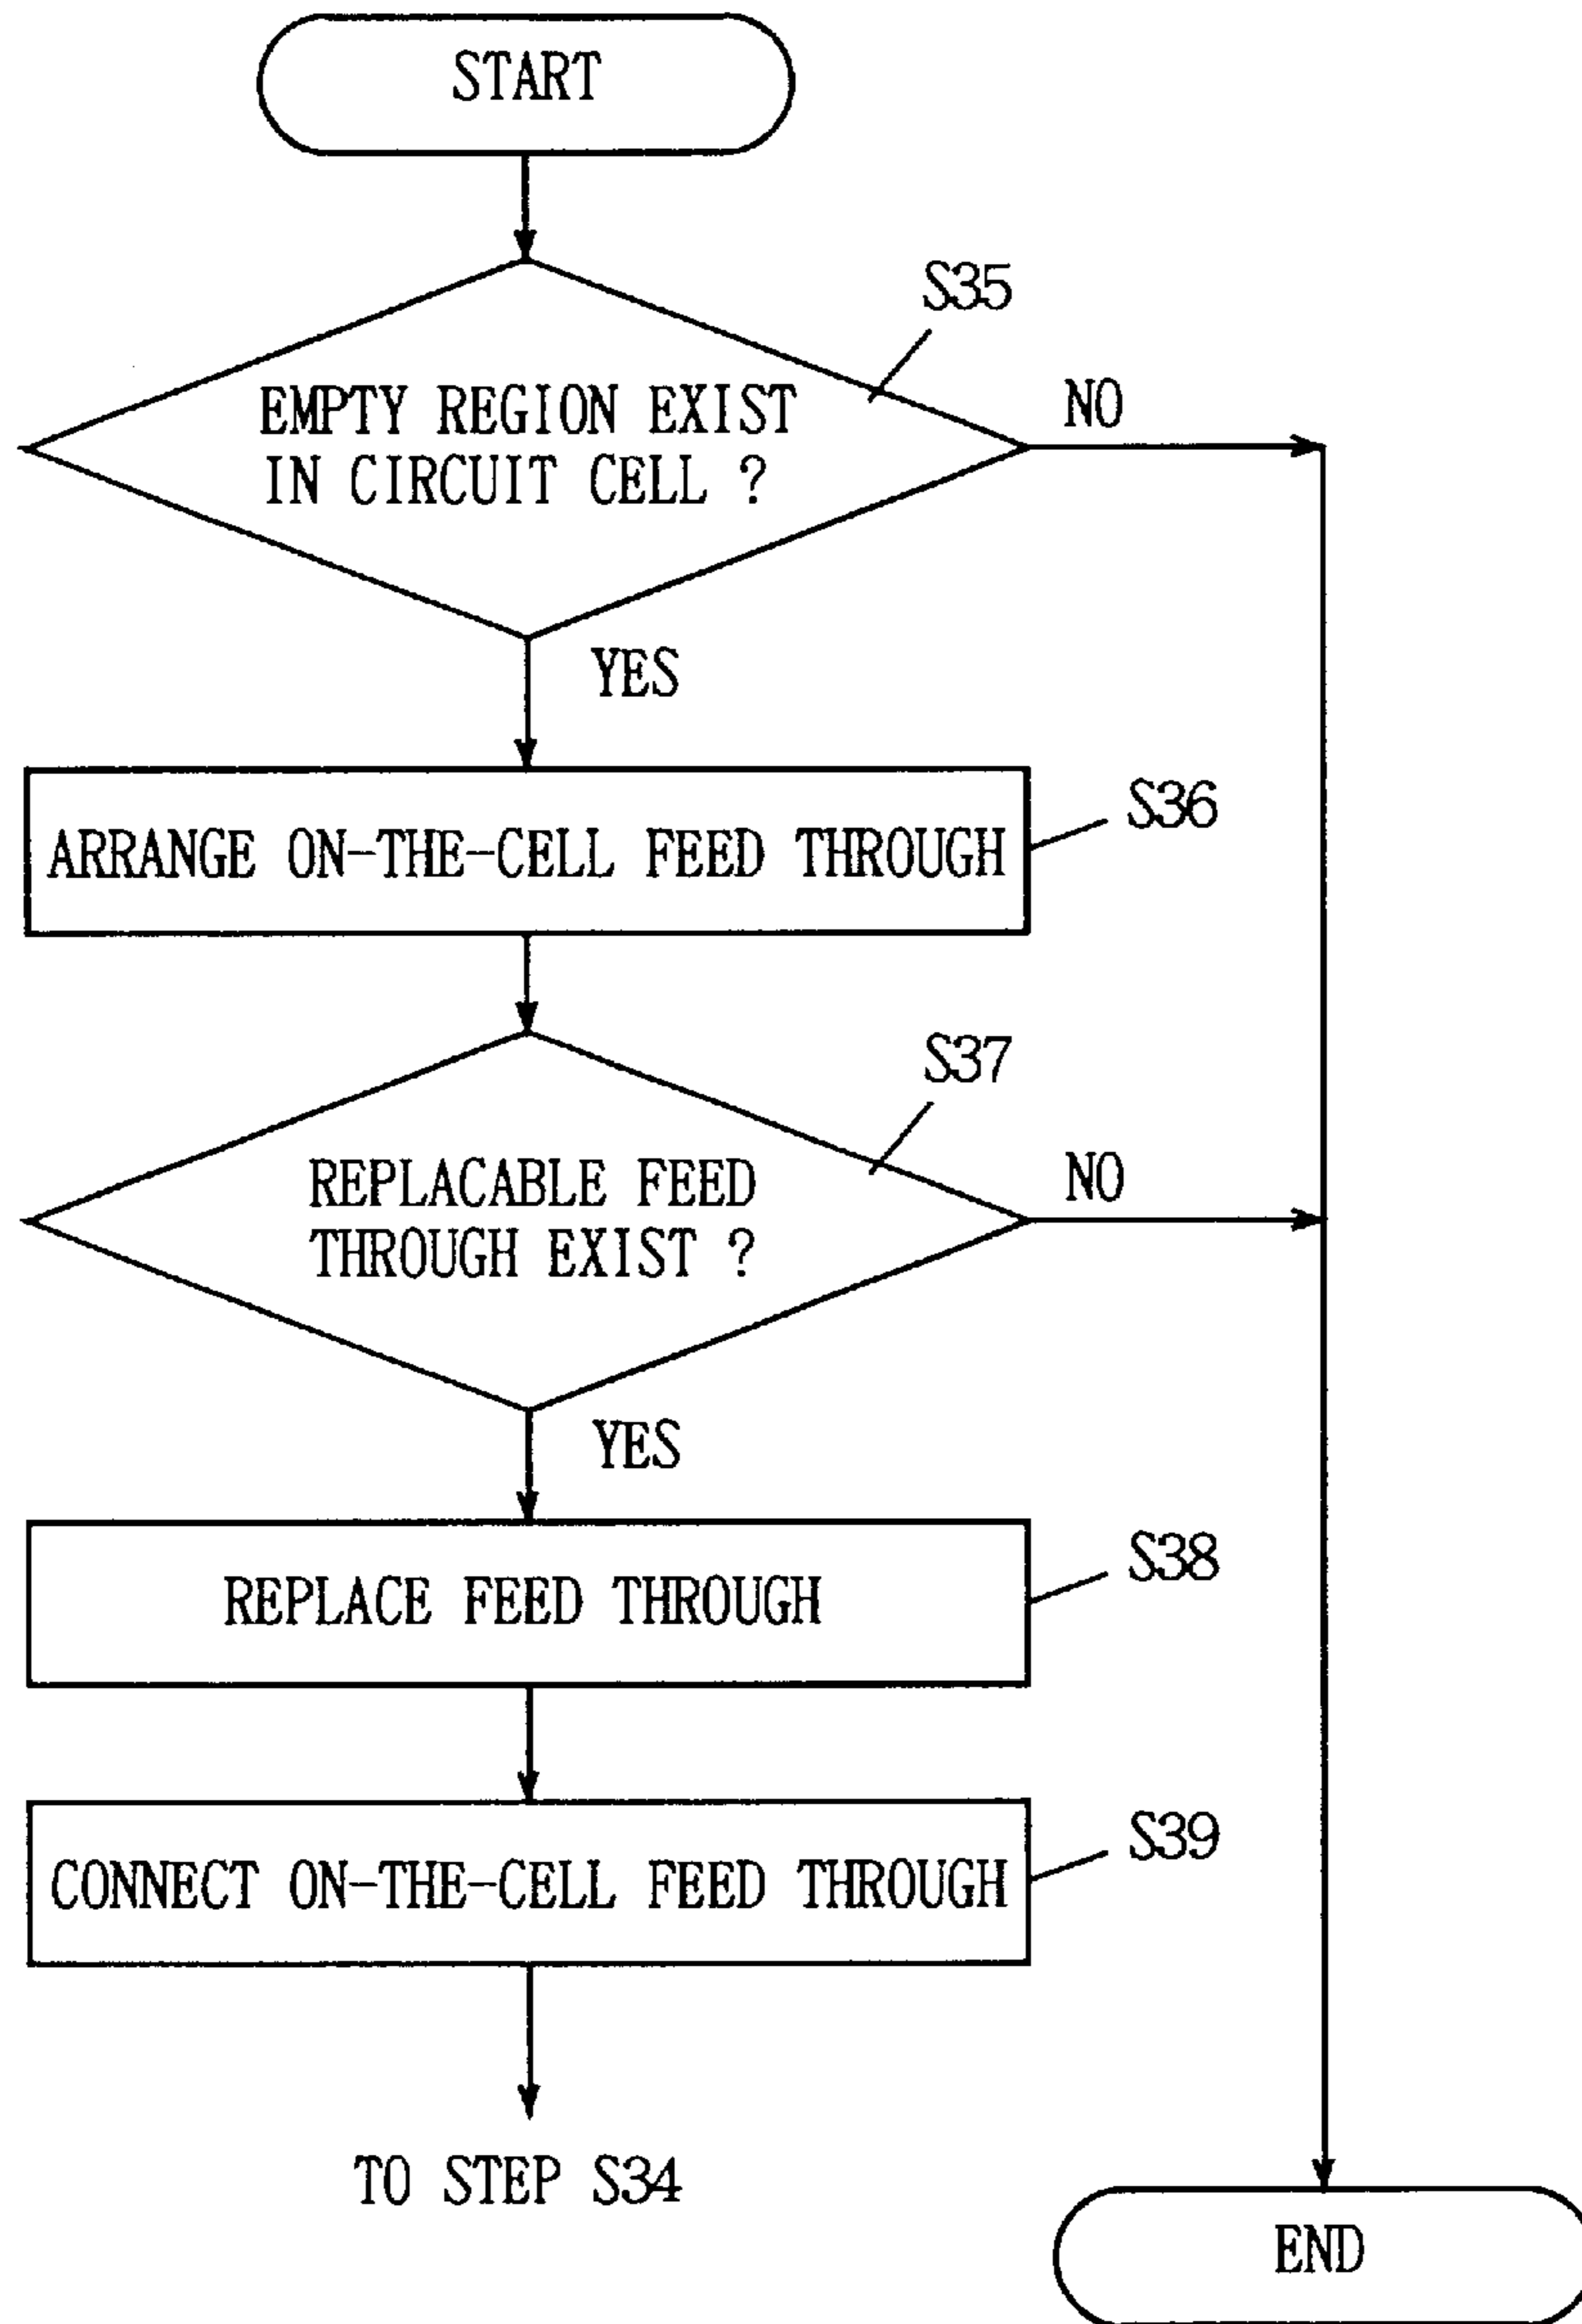 START
S35
EMPTY REGION EXIST
IN CIRCUIT CELL ?
NO
YES
ARRANGE ON-THE-CELL FEED THROUGH
S36
S37
REPLACABLE FEED
THROUGH EXIST ?
NO
YES
REPLACE FEED THROUGH
S38
CONNECT ON-THE-CELL FEED THROUGH
S39
TO STEP S34
END